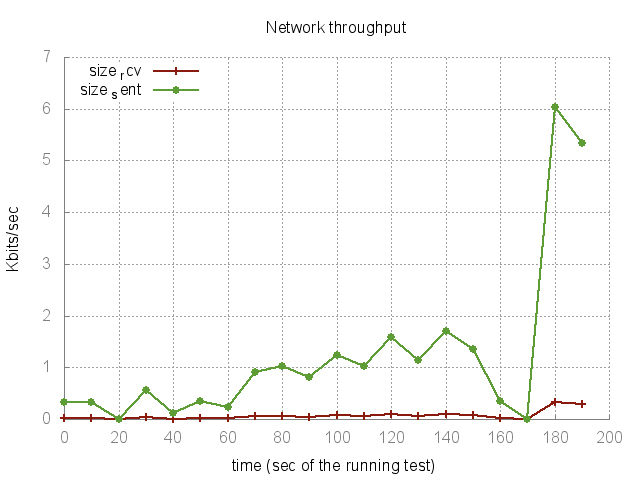 Network throughput
size rcv
size sent
Kbits/sec
7
6
5
4
3
2
1
0
0 20 40 60 80 100 120 140 160 180 200
time (sec of the running test)